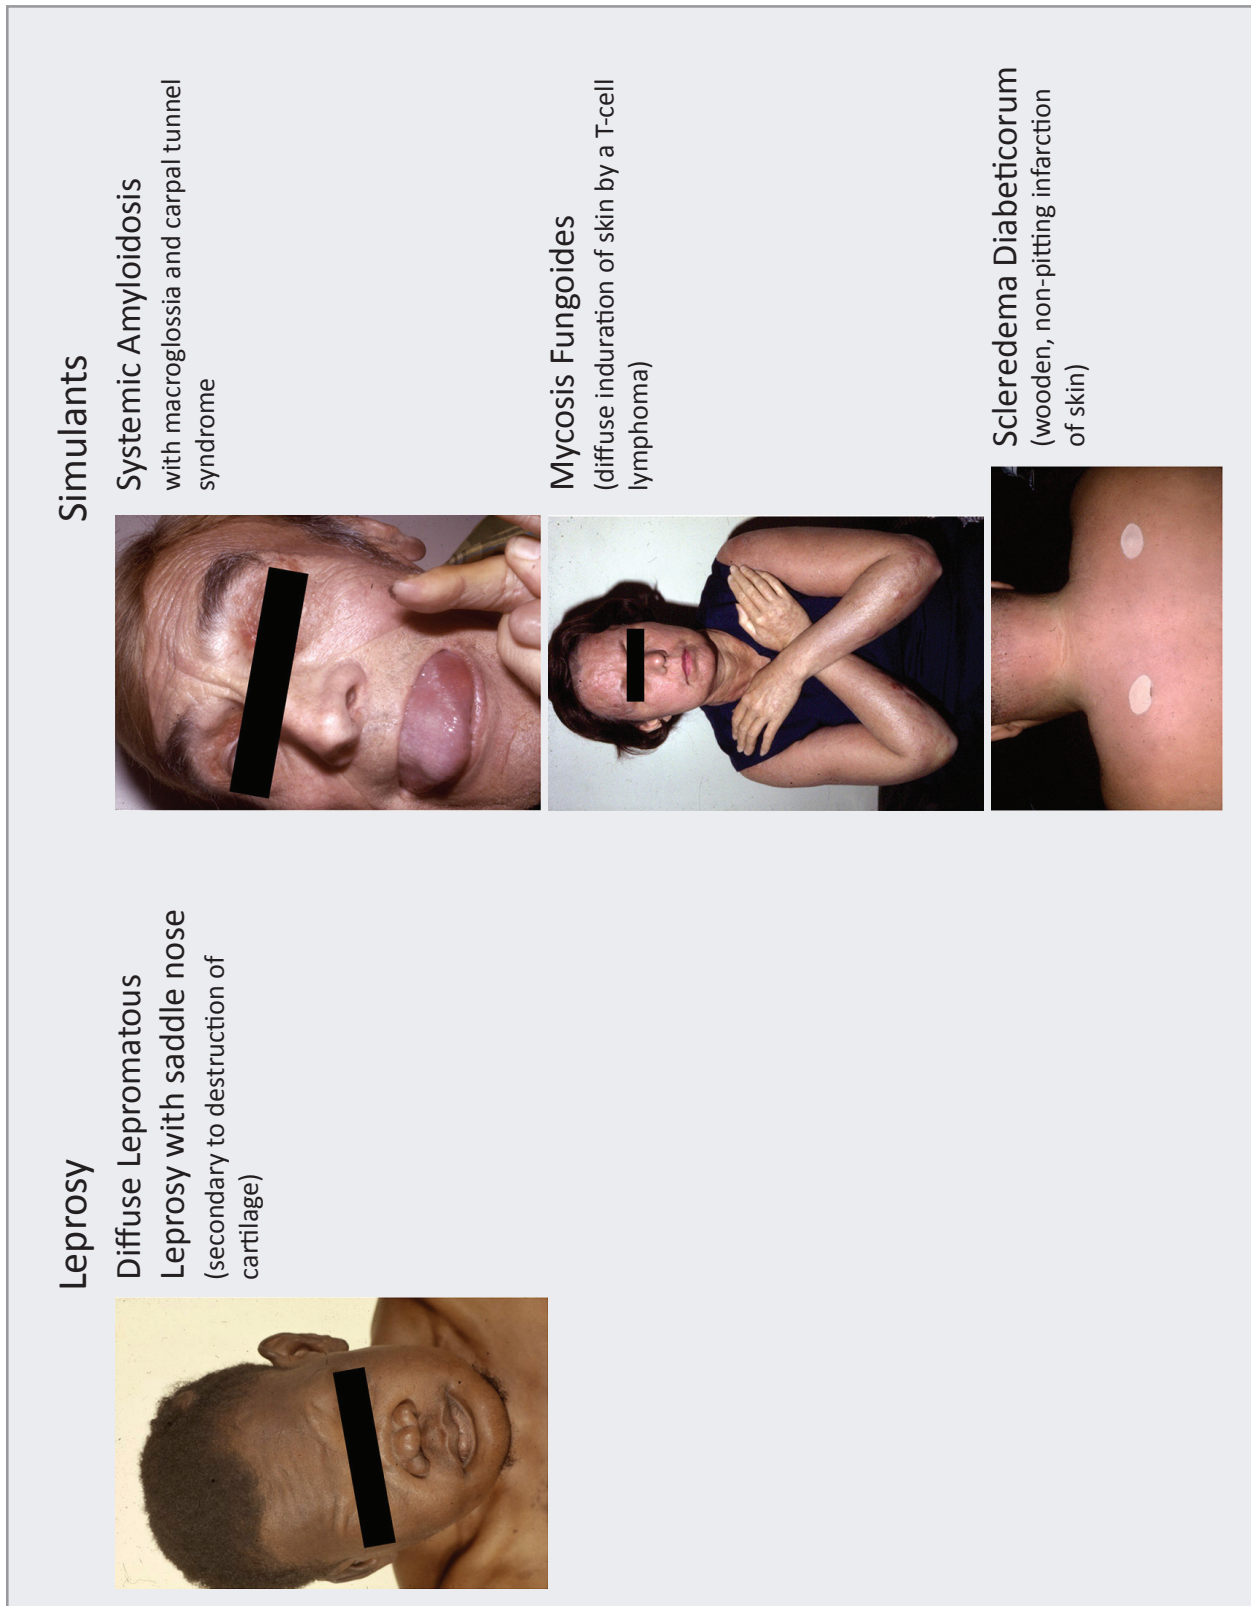 Leprosy
Diffuse Lepromatous
Leprosy with saddle nose
(secondary to destruction of
cartilage)
Simulants
Systemic Amyloidosis
with macroglossia and carpal tunnel
syndrome
Mycosis Fungoides
(diffuse induration of skin by a T-cell
lymphoma)
Scleredema Diabeticorum
(wooden, non-pitting infarction
of skin)